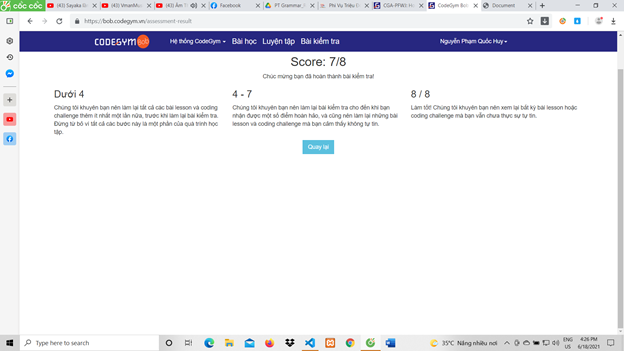 cốc cốc
(43) Sayaka
(43) VmanMus
(43) Âm T
Facebook
PT Grammar_
Phi Vụ Triệu Đ
CGA-PFWJ: H
CodeGym Bob
Document
https://bob.codegym.vn/assessment-result
CODEGYM Bob
Hệ thống CodeGym
Bài học
Luyện tập
Bài kiểm tra
Nguyễn Phạm Quốc Huy
Score: 7/8
Chúc mừng bạn đã hoàn thành bài kiểm tra!
Dưới 4
Chúng tôi khuyên bạn nên làm lại tất cả các bài lesson và coding
challenge thêm ít nhất một lần nữa, trước khi làm lại bài kiểm tra.
Đừng từ bỏ vì tất cả các bước này là một phần của quá trình học
tập.
4 - 7
Chúng tôi khuyên bạn nên làm lại bài kiểm tra cho đến khi bạn
nhận được một số điểm hoàn hảo, và cũng nên làm lại những bài
lesson và coding challenge mà bạn cảm thấy không tự tin.
8 / 8
Làm tốt! Chúng tôi khuyên bạn nên xem lại bất kỳ bài lesson hoặc
coding challenge mà bạn vẫn chưa thực sự tự tin.
Quay lại
Type here to search
35°C Nắng nhiều nơi
ENG
US
4:26 PM
6/18/2021